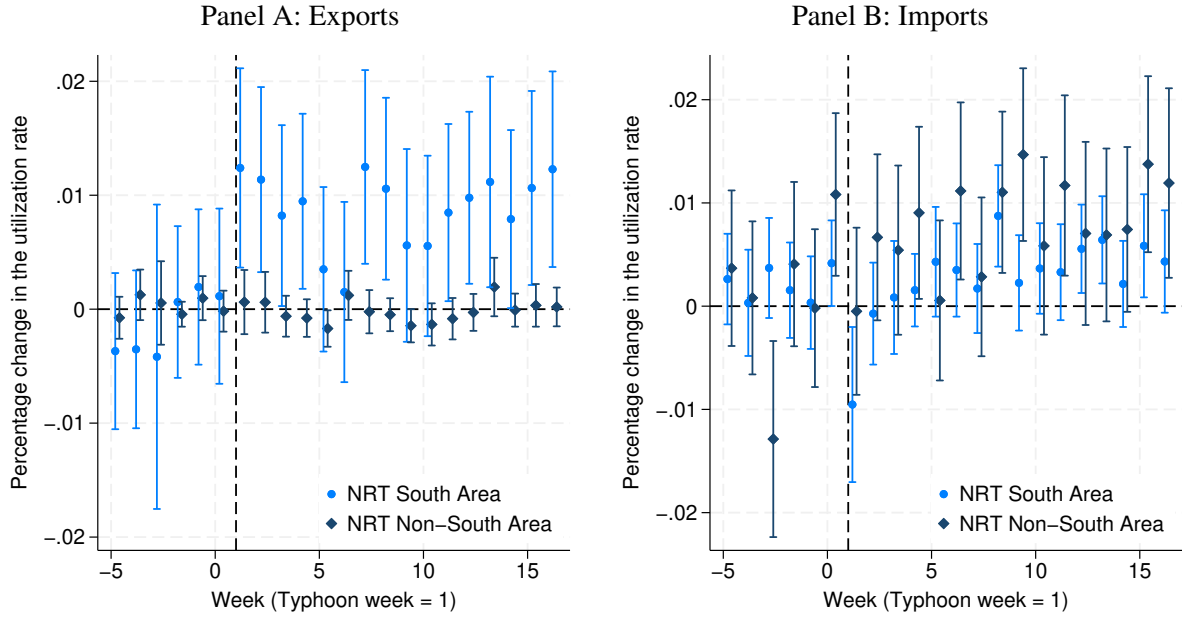 Panel A: Exports
Percentage change in the utilization rate
.02
.01
0
−.01
−.02
−5
0
5
10
15
Week (Typhoon week = 1)
NRT South Area
NRT Non−South Area
Panel B: Imports
Percentage change in the utilization rate
.02
.01
0
−.01
−.02
−5
0
5
10
15
Week (Typhoon week = 1)
NRT South Area
NRT Non−South Area